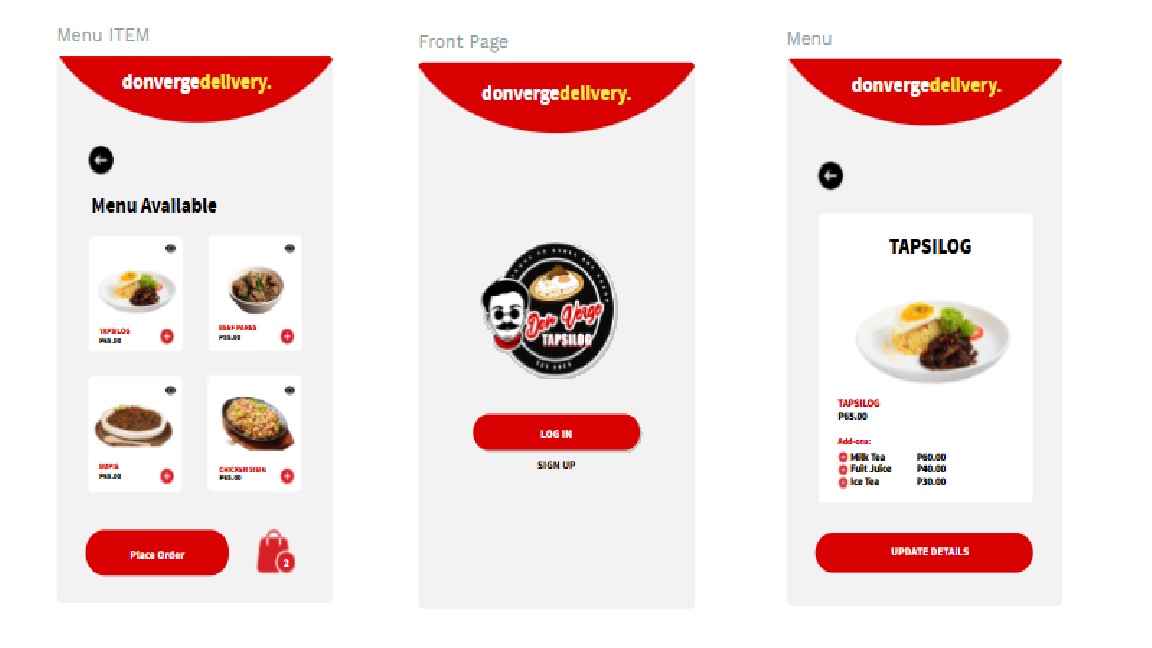 Menu ITEM
donvergedelivery.
Menu Available
TAPSILOG
P65.00
BEEF PARES
P55.00
BOPIS
P60.00
CHICKEN SISIG
P65.00
Place Order
2
Front Page
donvergedelivery.
Don Verge
TAPSILOG
LOG IN
SIGN UP
Menu
donvergedelivery.
TAPSILOG
TAPSILOG
P65.00
Add-ons:
Milk Tea P60.00
Fuit Juice P40.00
Ice Tea P30.00
UPDATE DETAILS